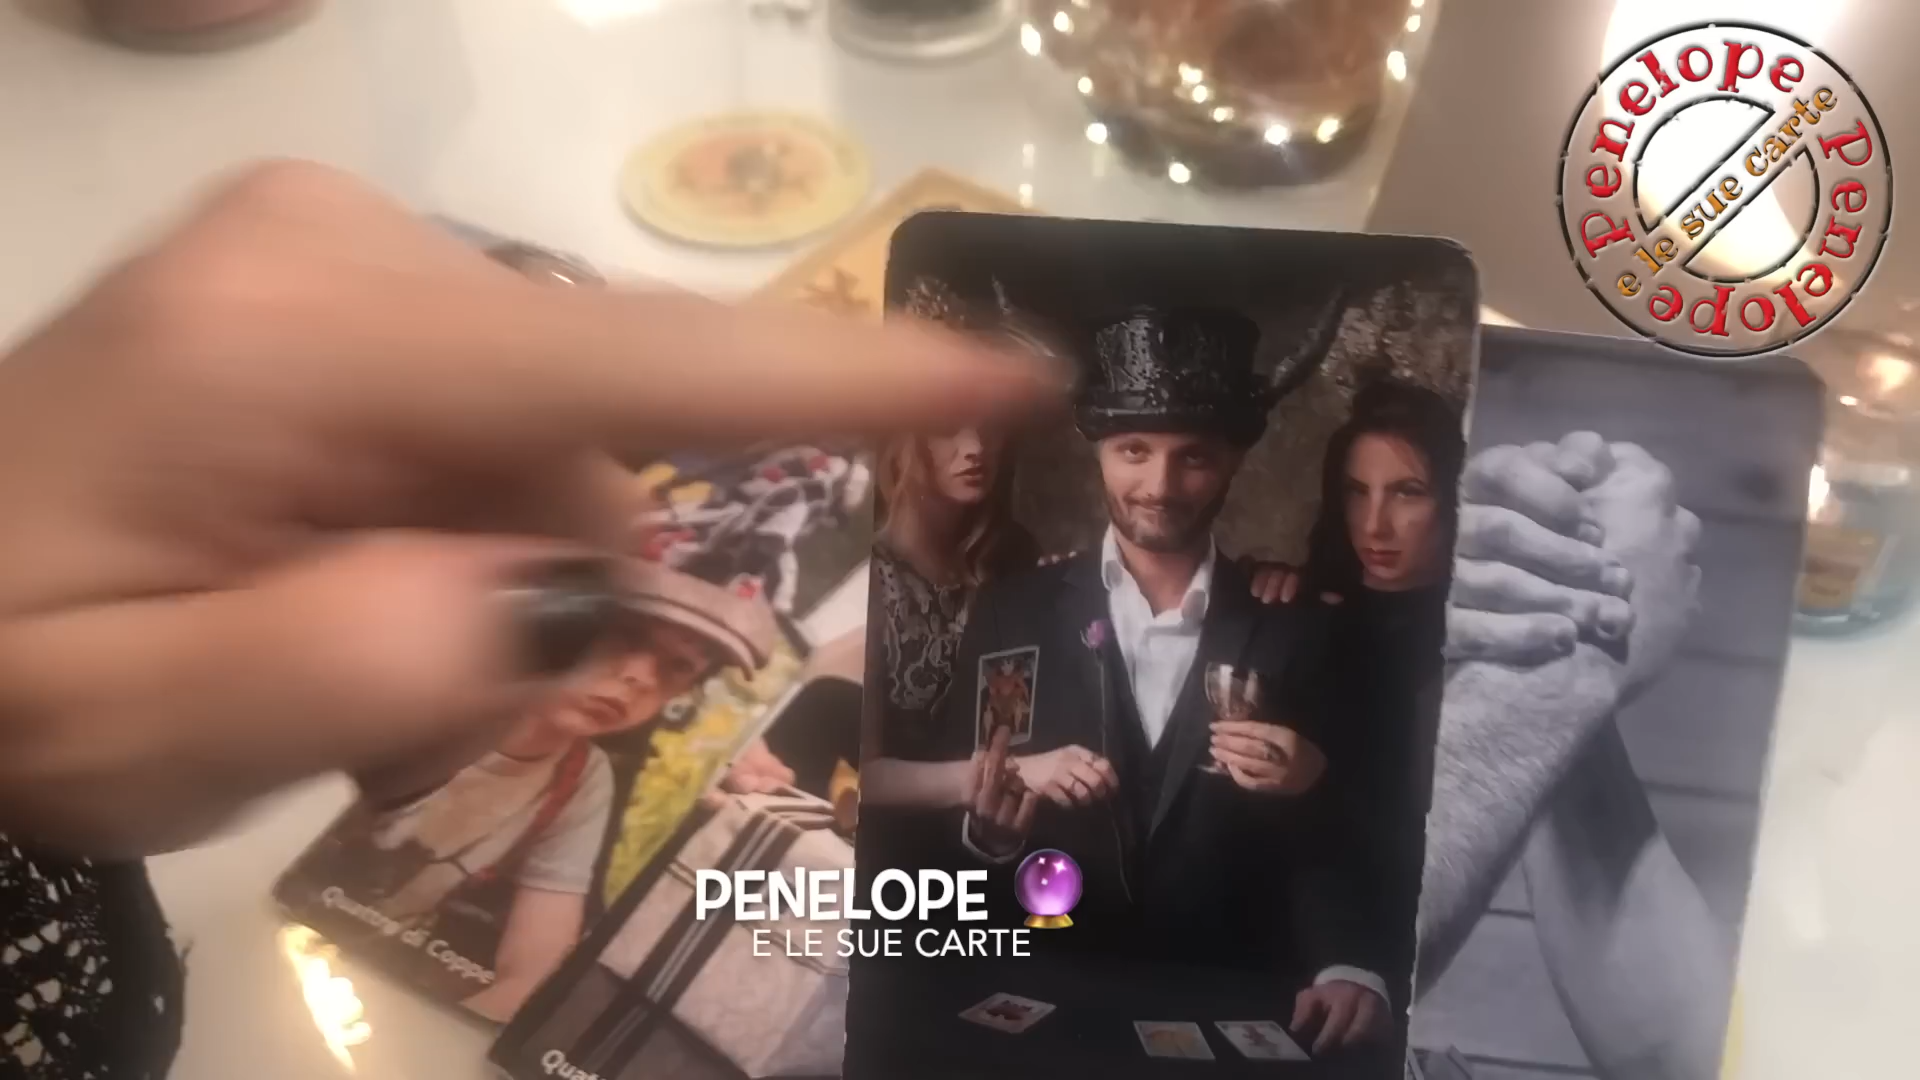 Penelope Penelope
e le sue carte
Quattro di Coppe
PENELOPE
E LE SUE CARTE